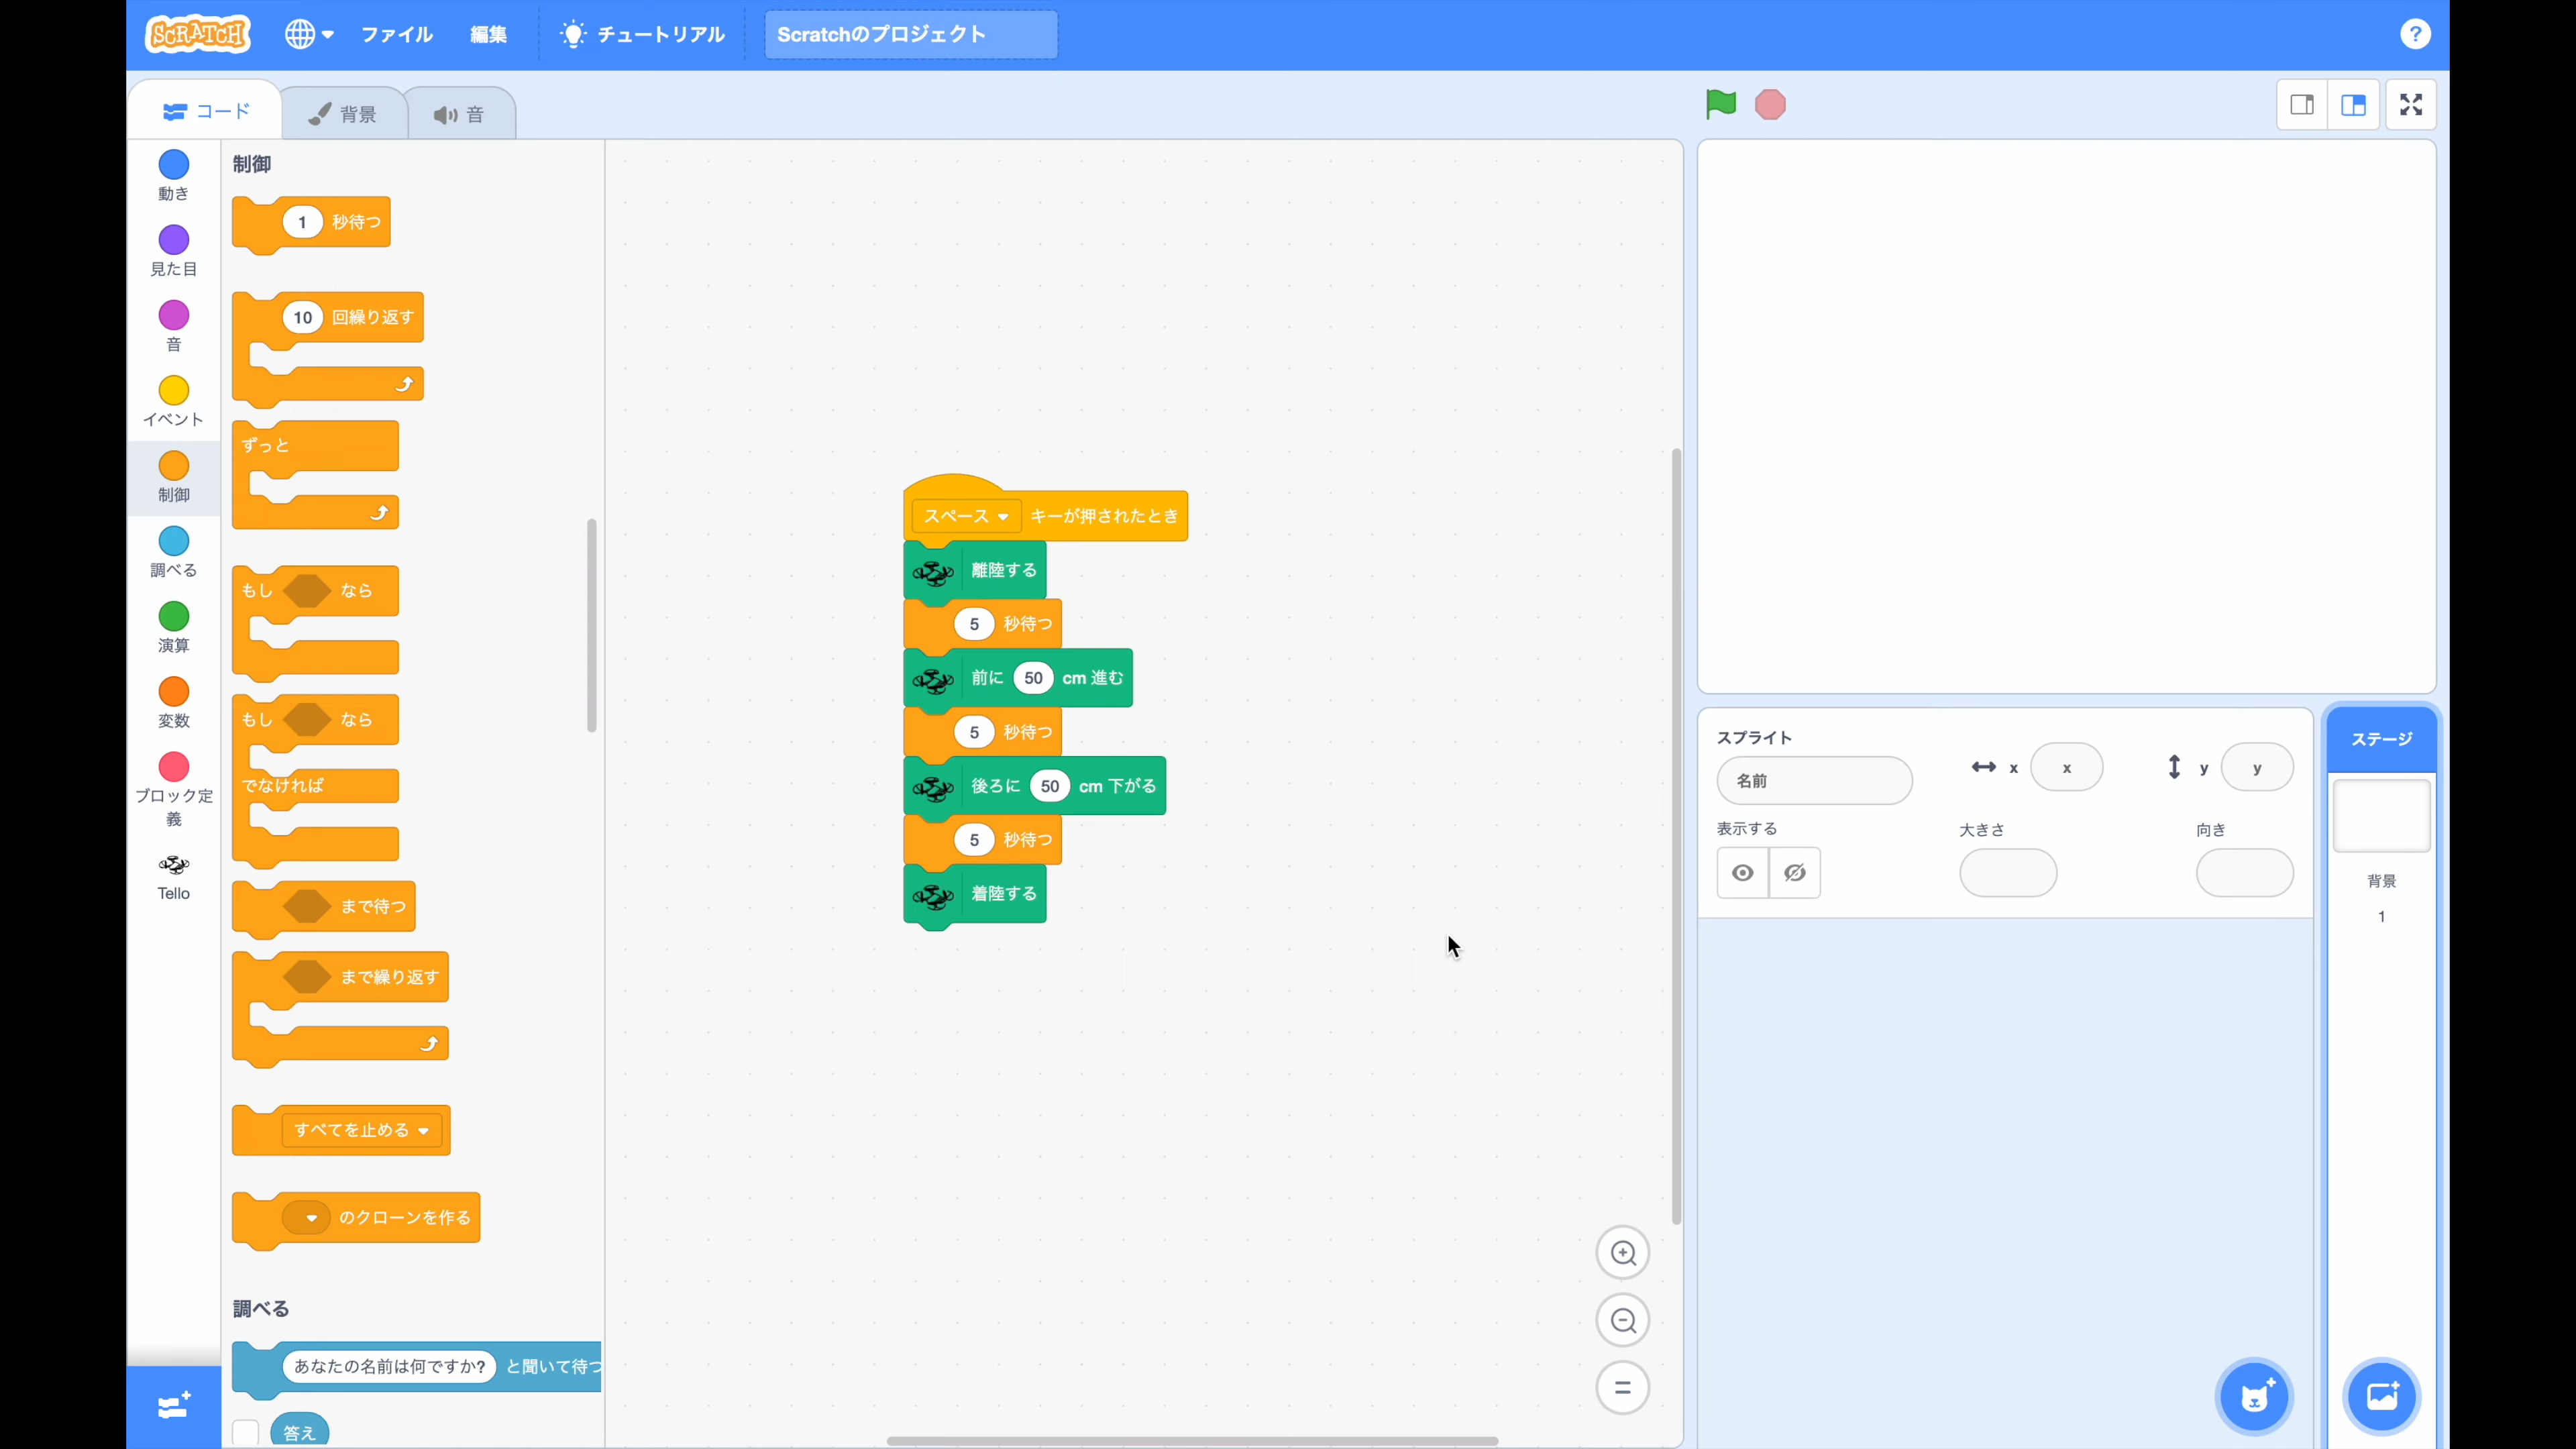 SCRATCH ファイル 編集 チュートリアル Scratchのプロジェクト ?
コード 背景 音
動き
見た目
音
イベント
制御
調べる
演算
変数
ブロック定
義
Tello
制御
1 秒待つ
10 回繰り返す
ずっと
もし なら
もし なら
でなければ
まで待つ
まで繰り返す
すべてを止める
のクローンを作る
調べる
あなたの名前は何ですか? と聞いて待つ
答え
スペース キーが押されたとき
離陸する
5 秒待つ
前に 50 cm 進む
5 秒待つ
後ろに 50 cm 下がる
5 秒待つ
着陸する
スプライト
名前
x x
y y
表示する
大きさ
向き
ステージ
背景
1